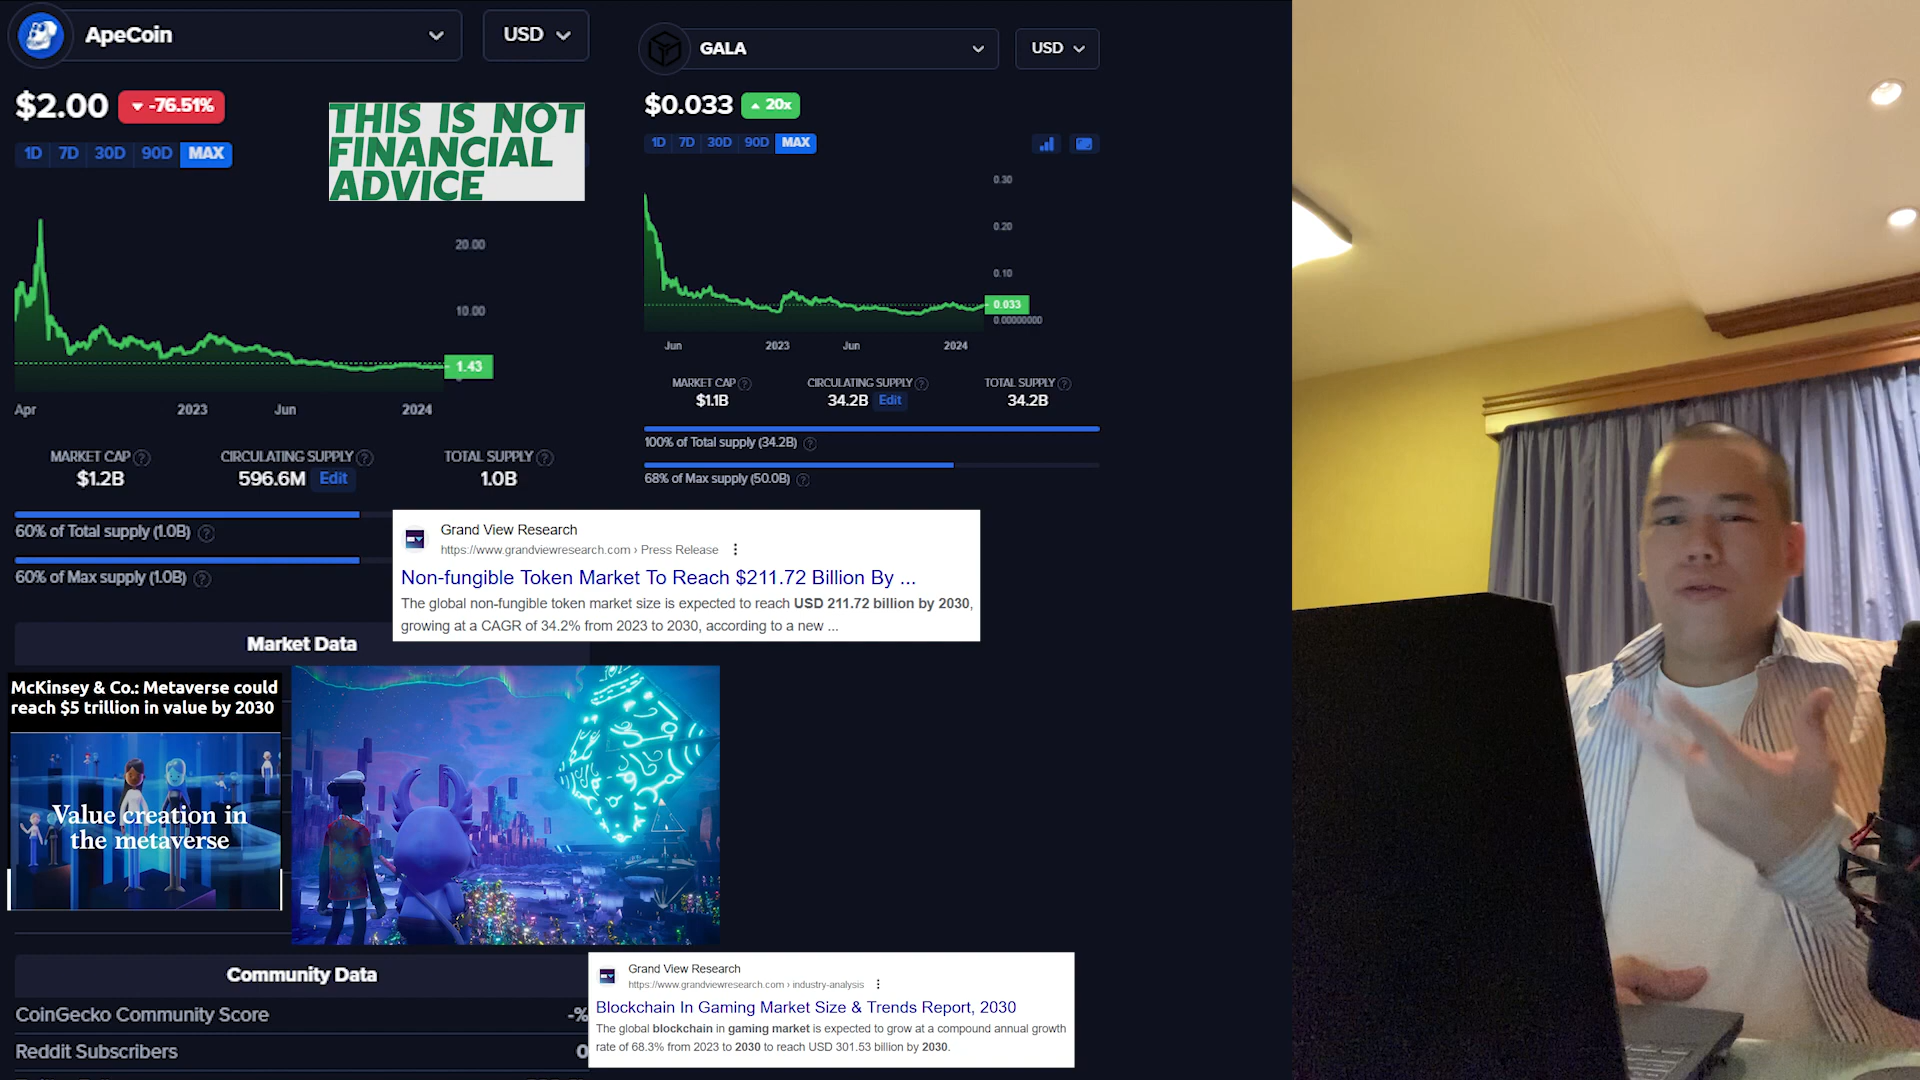 ApeCoin
USD
$2.00
-76.51%
1D 7D 30D 90D MAX
THIS IS NOT
FINANCIAL
ADVICE
20.00
10.00
1.43
Apr 2023 Jun 2024
MARKET CAP ?
$1.2B
CIRCULATING SUPPLY ?
596.6M Edit
TOTAL SUPPLY ?
1.0B
60% of Total supply (1.0B) ?
60% of Max supply (1.0B) ?
Market Data
GALA
USD
$0.033
20x
1D 7D 30D 90D MAX
0.30
0.20
0.10
0.033
0.00000000
Jun 2023 Jun 2024
MARKET CAP ?
$1.1B
CIRCULATING SUPPLY ?
34.2B Edit
TOTAL SUPPLY ?
34.2B
100% of Total supply (34.2B) ?
68% of Max supply (50.0B) ?
Grand View Research
https://www.grandviewresearch.com › Press Release
Non-fungible Token Market To Reach $211.72 Billion By ...
The global non-fungible token market size is expected to reach USD 211.72 billion by 2030,
growing at a CAGR of 34.2% from 2023 to 2030, according to a new ...
McKinsey & Co.: Metaverse could
reach $5 trillion in value by 2030
Value creation in
the metaverse
Community Data
CoinGecko Community Score -%
Reddit Subscribers 0
Grand View Research
https://www.grandviewresearch.com › industry-analysis
Blockchain In Gaming Market Size & Trends Report, 2030
The global blockchain in gaming market is expected to grow at a compound annual growth
rate of 68.3% from 2023 to 2030 to reach USD 301.53 billion by 2030.